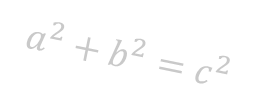 a² + b² = c²